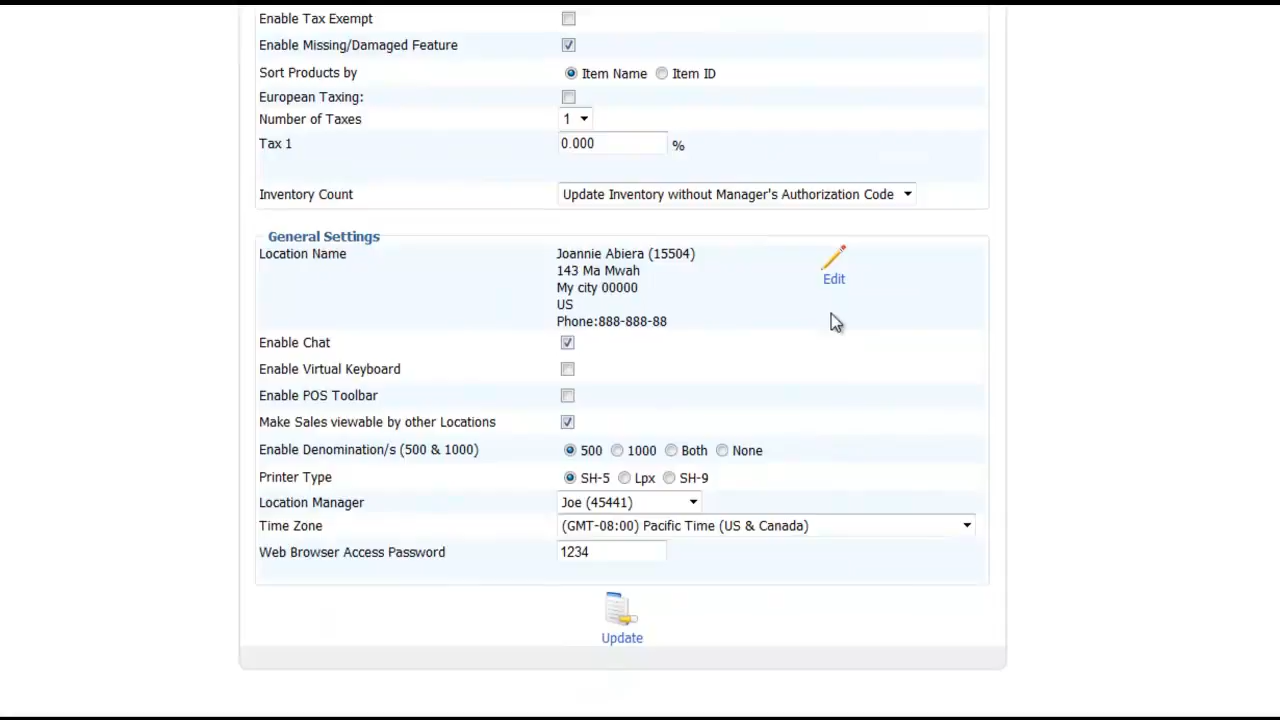 Enable Tax Exempt
Enable Missing/Damaged Feature
Sort Products by Item Name Item ID
European Taxing:
Number of Taxes 1
Tax 1 0.000 %
Inventory Count Update Inventory without Manager's Authorization Code
General Settings
Location Name Joannie Abiera (15504)
143 Ma Mwah
My city 00000
US
Phone:888-888-88
Edit
Enable Chat
Enable Virtual Keyboard
Enable POS Toolbar
Make Sales viewable by other Locations
Enable Denomination/s (500 & 1000) 500 1000 Both None
Printer Type SH-5 Lpx SH-9
Location Manager Joe (45441)
Time Zone (GMT-08:00) Pacific Time (US & Canada)
Web Browser Access Password 1234
Update